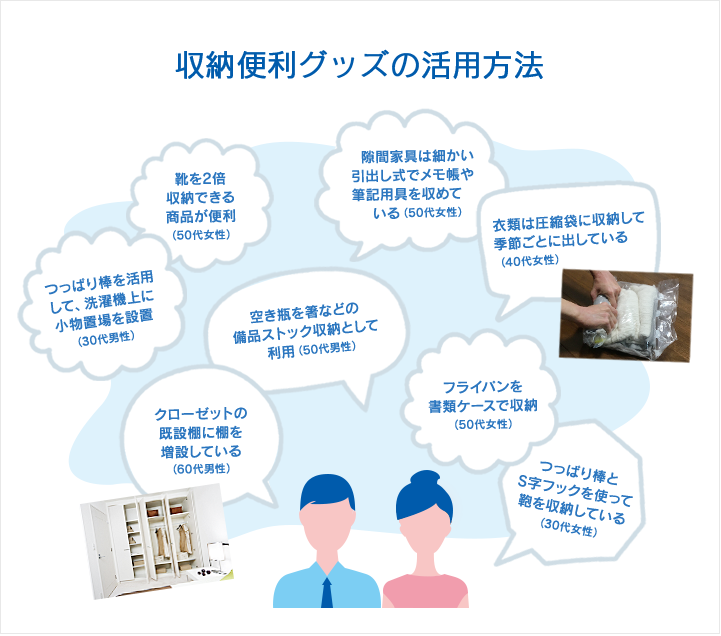 収納便利グッズの活用方法
靴を2倍
収納できる
商品が便利
(50代女性)
隙間家具は細かい
引出し式でメモ帳や
筆記用具を収めて
いる(50代女性)
衣類は圧縮袋に収納して
季節ごとに出している
(40代女性)
つっぱり棒を活用
して、洗濯機上に
小物置場を設置
(30代男性)
空き瓶を箸などの
備品ストック収納として
利用(50代男性)
フライパンを
書類ケースで収納
(50代女性)
クローゼットの
既設棚に棚を
増設している
(60代男性)
つっぱり棒と
S字フックを使って
鞄を収納している
(30代女性)